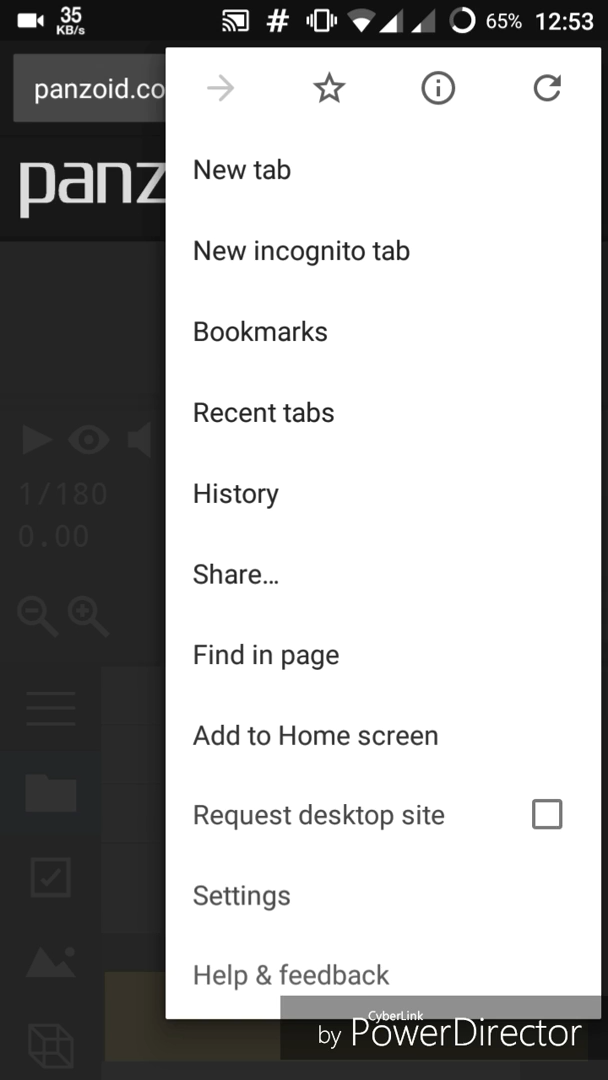 35
KB/s
65%
12:53
panzoid.co
panz
New tab
New incognito tab
Bookmarks
Recent tabs
History
1/180
0.00
Share...
Find in page
Add to Home screen
Request desktop site
Settings
Help & feedback
CyberLink
by PowerDirector